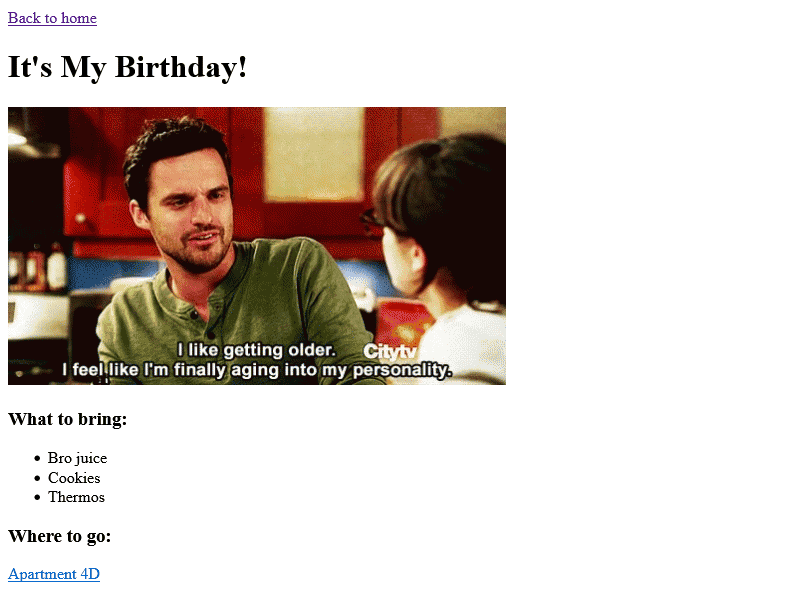 Back to home
It's My Birthday!
I like getting older.
Citytv
I feel like I'm finally aging into my personality.
What to bring:
Bro juice
Cookies
Thermos
Where to go:
Apartment 4D